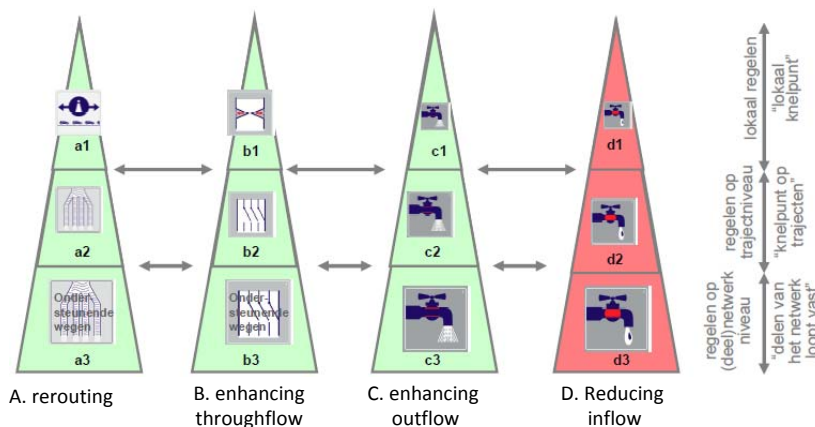 a1
b1
c1
d1
a2
b2
c2
d2
Onder-
steunende
wegen
a3
Onder-
steunende
wegen
b3
c3
d3
lokaal regelen
“lokaal
knelpunt”
regelen op
trajectniveau
“knelpunt op
trajecten”
regelen op
(deel)netwerk
niveau
“delen van
het netwerk
loopt vast”
A. rerouting
B. enhancing
throughflow
C. enhancing
outflow
D. Reducing
inflow